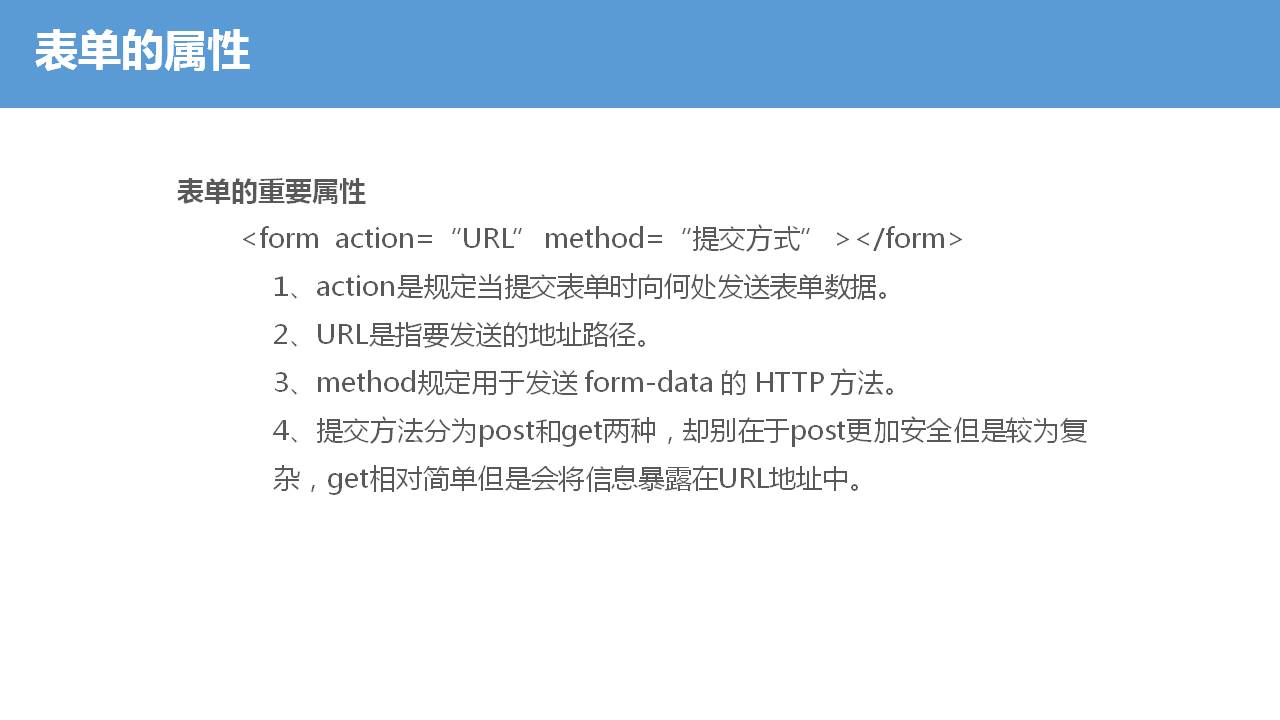 表单的属性
表单的重要属性
<form  action=“URL” method=“提交方式” ></form>
1、action是规定当提交表单时向何处发送表单数据。
2、URL是指要发送的地址路径。
3、method规定用于发送 form-data 的 HTTP 方法。
4、提交方法分为post和get两种，却别在于post更加安全但是较为复
杂，get相对简单但是会将信息暴露在URL地址中。